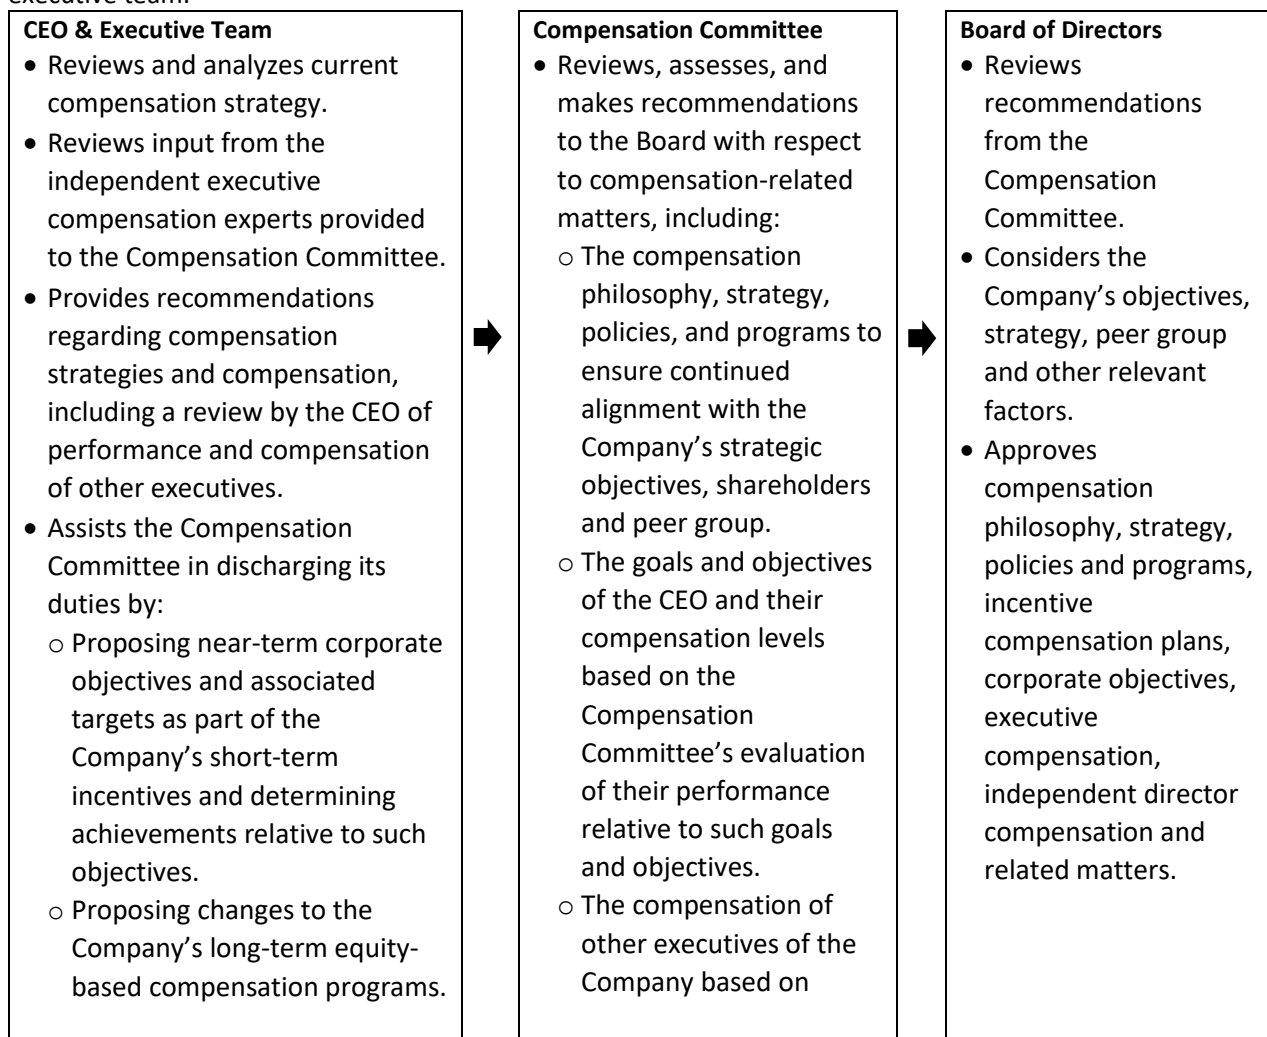 executive team.
CEO & Executive Team
• Reviews and analyzes current
compensation strategy.
• Reviews input from the
independent executive
compensation experts provided
to the Compensation Committee.
• Provides recommendations
regarding compensation
strategies and compensation,
including a review by the CEO of
performance and compensation
of other executives.
• Assists the Compensation
Committee in discharging its
duties by:
o Proposing near-term corporate
objectives and associated
targets as part of the
Company’s short-term
incentives and determining
achievements relative to such
objectives.
o Proposing changes to the
Company’s long-term equity-
based compensation programs.
Compensation Committee
• Reviews, assesses, and
makes recommendations
to the Board with respect
to compensation-related
matters, including:
o The compensation
philosophy, strategy,
policies, and programs to
ensure continued
alignment with the
Company’s strategic
objectives, shareholders
and peer group.
o The goals and objectives
of the CEO and their
compensation levels
based on the
Compensation
Committee’s evaluation
of their performance
relative to such goals
and objectives.
o The compensation of
other executives of the
Company based on
Board of Directors
• Reviews
recommendations
from the
Compensation
Committee.
• Considers the
Company’s objectives,
strategy, peer group
and other relevant
factors.
• Approves
compensation
philosophy, strategy,
policies and programs,
incentive
compensation plans,
corporate objectives,
executive
compensation,
independent director
compensation and
related matters.